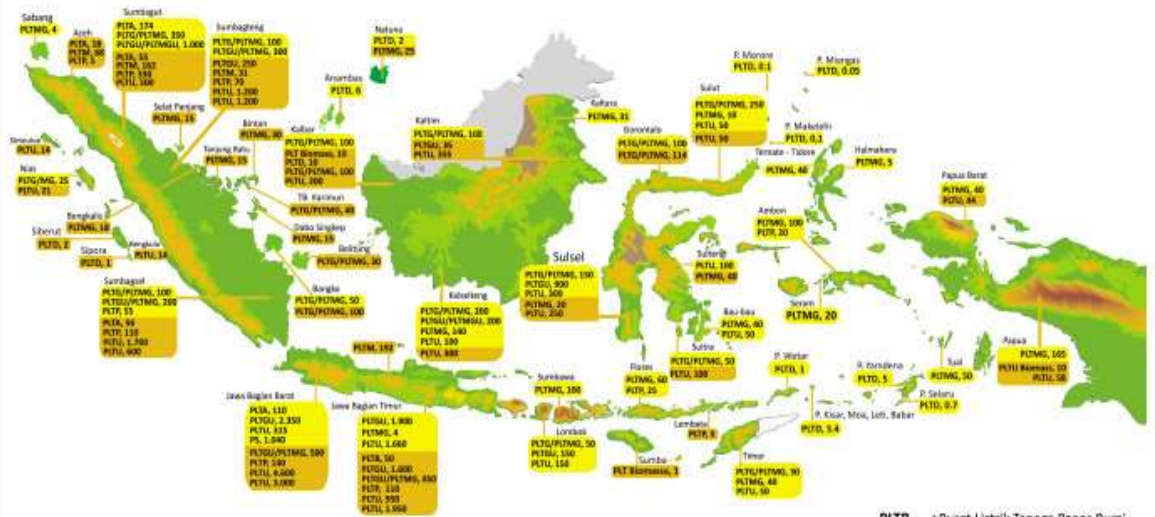 Sabang
PLTMG, 4
Aceh
PLTA, 18
PLTM, 68
PLTP, 5
Sumbagut
PLTA, 174
PLTG/PLTMG, 350
PLTGU/PLTMGU, 1.000
PLTA, 55
PLTM, 162
PLTP, 330
PLTU, 500
Sumbagteng
PLTG/PLTMG, 100
PLTGU/PLTMG, 300
PLTGU, 250
PLTM, 31
PLTP, 70
PLTU, 1.200
PLTU, 1.200
Selat Panjang
PLTMG, 15
Bintan
PLTMG, 30
Tanjung Batu
PLTMG, 15
TB. Karimun
PLTG/PLTMG, 40
Dabo Singkep
PLTMG, 15
Belitung
PLTG/PLTMG, 30
Bangka
PLTG/PLTMG, 50
PLTG/PLTMG, 100
PLTU, 14
Nias
PLTG/MG, 25
PLTU, 21
Bengkalis
PLTMG, 18
Siberut
PLTD, 2
Sipora
PLTD, 1
Bengkulu
PLTU, 14
Sumbagsel
PLTG/PLTMG, 100
PLTGU/PLTMG, 200
PLTP, 55
PLTA, 56
PLTP, 110
PLTU, 1.700
PLTU, 600
Natuna
PLTD, 2
PLTMG, 25
Anambas
PLTD, 6
Kalbar
PLTG/PLTMG, 100
PLT Biomass, 10
PLTD, 10
PLTG/PLTMG, 100
PLTU, 200
Kaltim
PLTG/PLTMG, 100
PLTGU, 35
PLTU, 355
Kaltara
PLTMG, 31
Kalselteng
PLTG/PLTMG, 200
PLTGU/PLTMGU, 200
PLTMG, 140
PLTU, 100
PLTU, 300
Gorontalo
PLTG/PLTMG, 100
PLTG/PLTMG, 114
Sulut
PLTG/PLTMG, 250
PLTMG, 10
PLTU, 50
PLTU, 50
P. Morore
PLTD, 0.1
P. Miangas
PLTD, 0.05
P. Makelehi
PLTD, 0,1
Ternate - Tidore
PLTMG, 40
Halmahera
PLTMG, 5
Papua Barat
PLTMG, 40
PLTU, 44
Ambon
PLTMG, 100
PLTP, 20
Seram
PLTMG, 20
Sulsel
PLTG/PLTMG, 150
PLTGU, 900
PLTU, 300
PLTMG, 20
PLTU, 250
Sulteng
PLTU, 100
PLTMG, 40
Bau-bau
PLTMG, 40
PLTU, 50
Sultra
PLTG/PLTMG, 50
PLTU, 100
Flores
PLTMG, 60
PLTP, 25
P. Wetar
PLTD, 1
P. Yamdena
PLTD, 5
Tual
PLTMG, 50
P. Selaru
PLTD, 0.7
P. Kisar, Moa, Leti, Babar
PLTD, 3.4
Papua
PLTMG, 165
PLTU Biomass, 10
PLTU, 58
Lembata
PLTP, 5
Timor
PLTG/PLTMG, 30
PLTMG, 40
PLTU, 50
Sumba
PLT Biomassa, 1
Sumbawa
PLTMG, 100
Lombok
PLTG/PLTMG, 50
PLTGU, 150
PLTU, 150
PLTM, 192
Jawa Bagian Barat
PLTA, 110
PLTGU, 2.350
PLTU, 315
PS, 1.040
PLTGU/PLTMG, 500
PLTP, 140
PLTU, 4.600
PLTU, 3.000
Jawa Bagian Timur
PLTGU, 1.900
PLTMG, 4
PLTU, 1.660
PLTB, 50
PLTGU, 1.000
PLTGU/PLTMG, 450
PLTP, 110
PLTU, 950
PLTU, 1.950